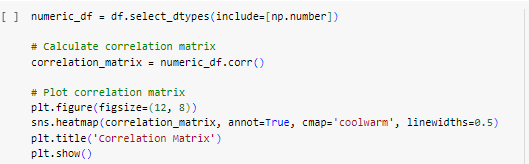 [ ] numeric_df = df.select_dtypes(include=[np.number])
# Calculate correlation matrix
correlation_matrix = numeric_df.corr()
# Plot correlation matrix
plt.figure(figsize=(12, 8))
sns.heatmap(correlation_matrix, annot=True, cmap='coolwarm', linewidths=0.5)
plt.title('Correlation Matrix')
plt.show()